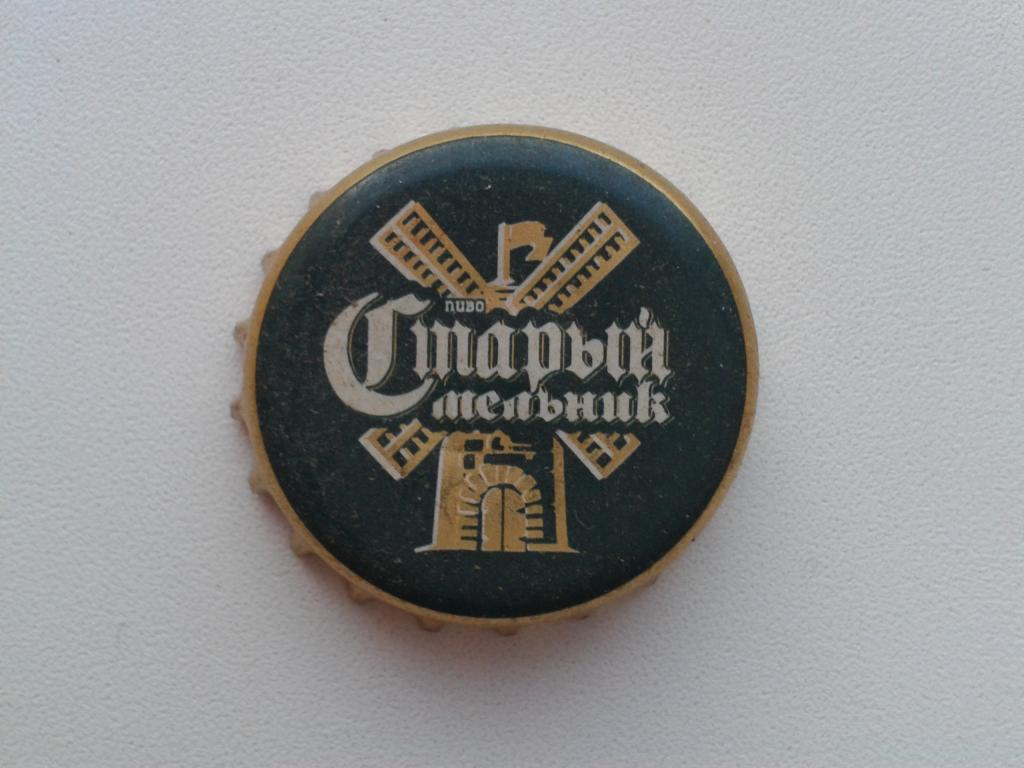 пиво
Старый
мельник